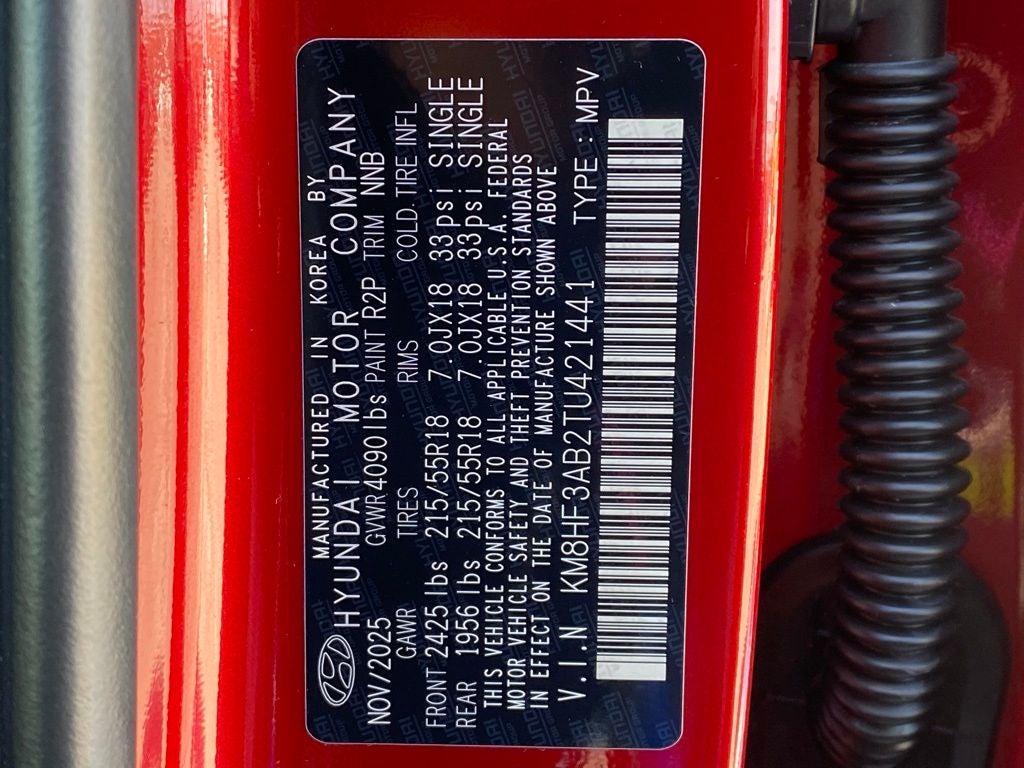 MANUFACTURED IN KOREA BY
HYUNDAI MOTOR COMPANY
NOV/2025 GVWR 4090lbs PAINT R2P TRIM NNB
GAWR TIRES RIMS COLD.TIRE INFL
FRONT 2425 lbs 215/55R18 7.0JX18 33psi SINGLE
REAR 1956 lbs 215/55R18 7.0JX18 33psi SINGLE
THIS VEHICLE CONFORMS TO ALL APPLICABLE U.S.A. FEDERAL
MOTOR VEHICLE SAFETY AND THEFT PREVENTION STANDARDS
IN EFFECT ON THE DATE OF MANUFACTURE SHOWN ABOVE
V.I.N KM8HF3AB2TU421441 TYPE : MPV